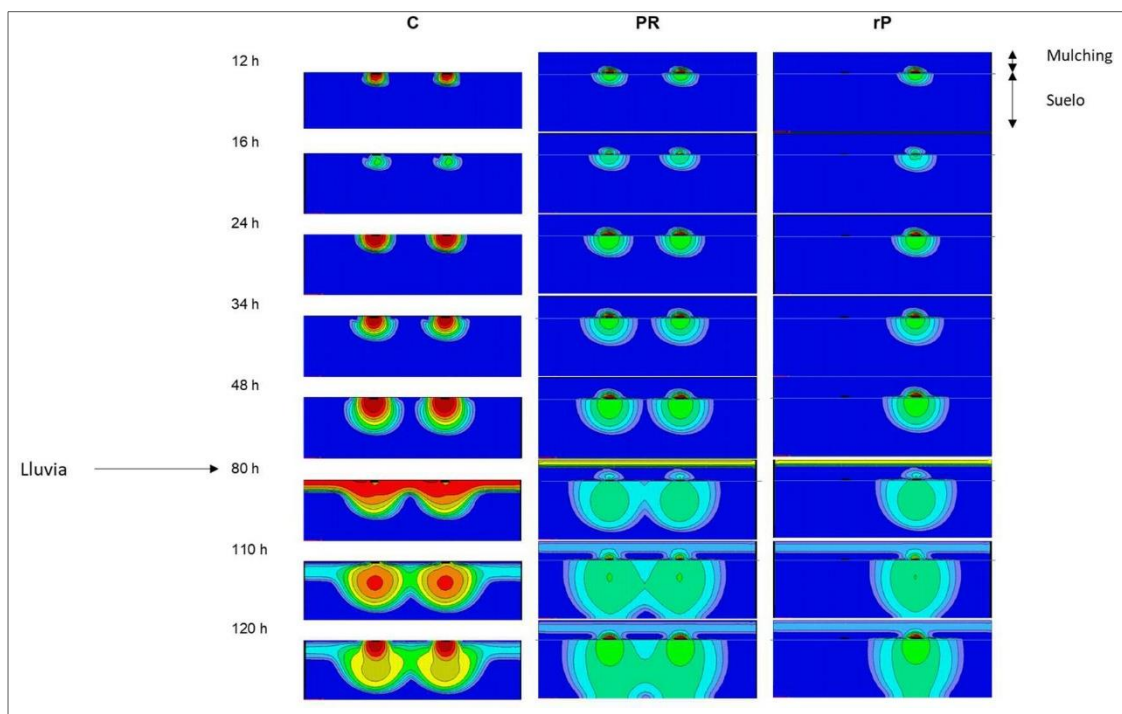 C PR rP
12 h
Mulching
Suelo
16 h
24 h
34 h
48 h
Lluvia
80 h
110 h
120 h